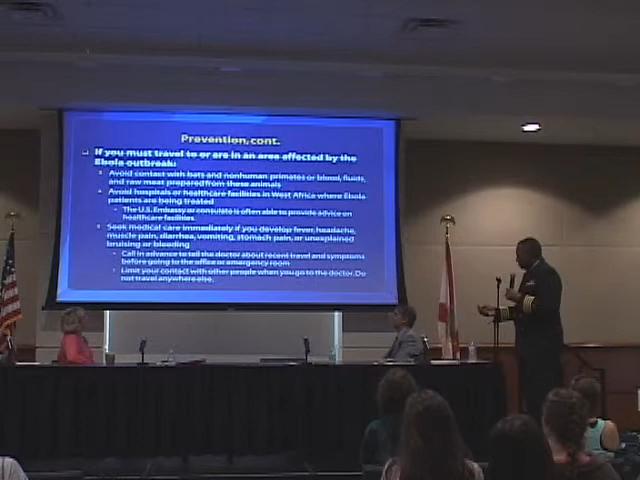 Prevention, cont.
If you must travel to or are in an area affected by the
Ebola outbreak:
Avoid contact with bats and nonhuman primates or blood, fluids,
and raw meat prepared from these animals
Avoid hospitals or healthcare facilities in West Africa where Ebola
patients are being treated
The U.S. Embassy or consulate is often able to provide advice on
healthcare facilities.
Seek medical care immediately if you develop fever, headache,
muscle pain, diarrhea, vomiting, stomach pain, or unexplained
bruising or bleeding
Call in advance to tell the doctor about recent travel and symptoms
before going to the office or emergency room
Limit your contact with other people when you go to the doctor. Do
not travel anywhere else.